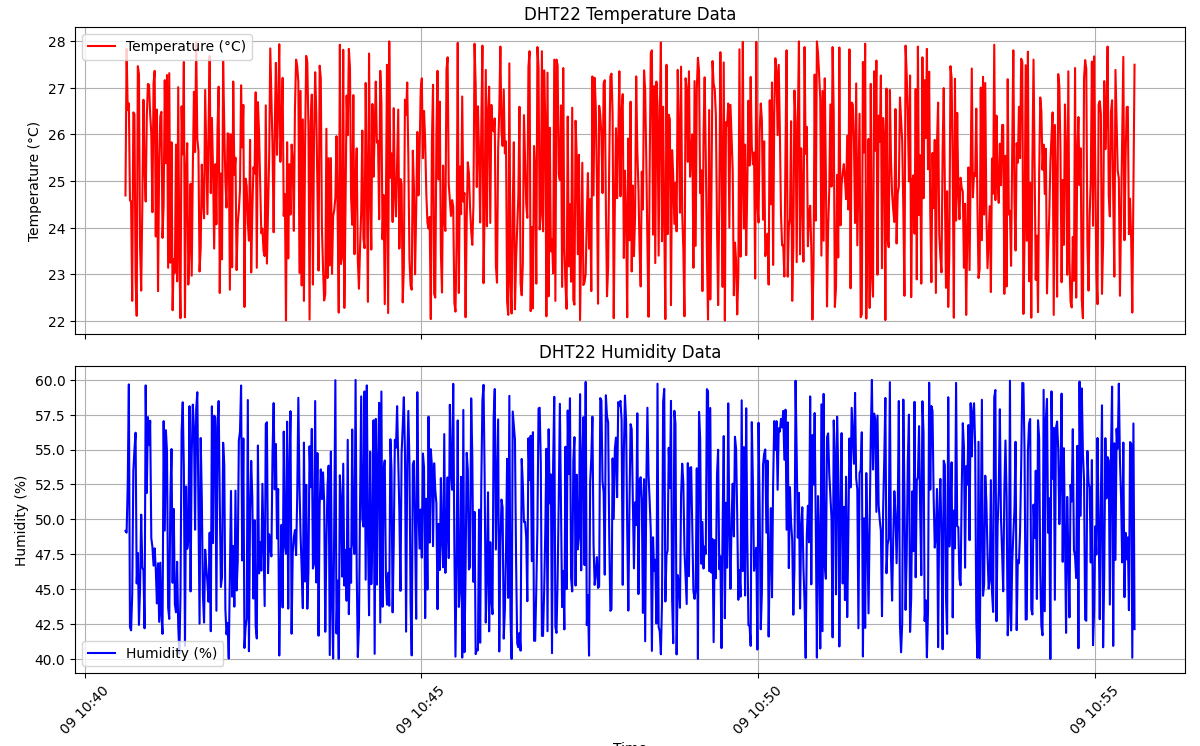 DHT22 Temperature Data
Temperature (°C)
28
27
26
25
24
23
22
Temperature (°C)
DHT22 Humidity Data
60.0
57.5
55.0
52.5
50.0
47.5
45.0
42.5
40.0
Humidity (%)
Humidity (%)
09 10:40
09 10:45
09 10:50
09 10:55
Time